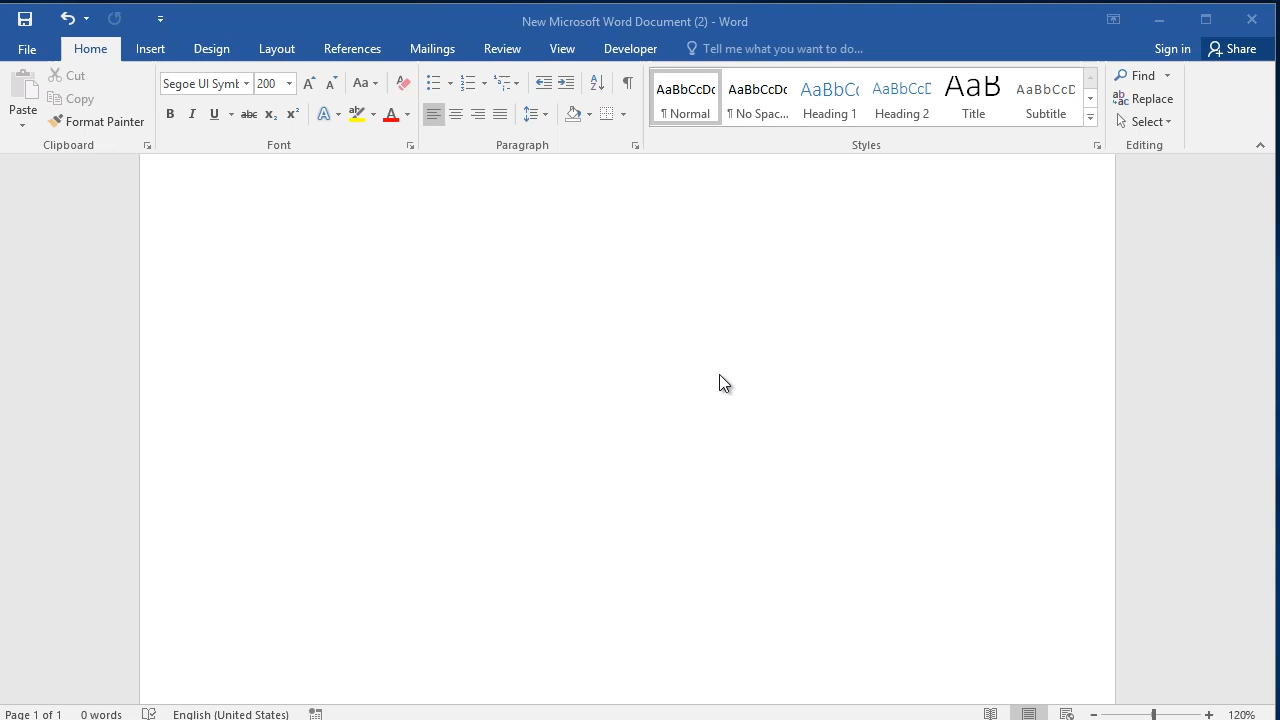 New Microsoft Word Document (2) - Word
File Home Insert Design Layout References Mailings Review View Developer Tell me what you want to do... Sign in Share
Paste
Cut
Copy
Format Painter
Clipboard
Segoe UI Symb 200 Aa
B I U abc x₂ x² A ab A
Font
Paragraph
AaBbCcDc AaBbCcDc AaBbCc AaBbCcD AaB AaBbCcD
¶ Normal ¶ No Spac... Heading 1 Heading 2 Title Subtitle
Styles
Find
Replace
Select
Editing
Page 1 of 1 0 words English (United States) 120%